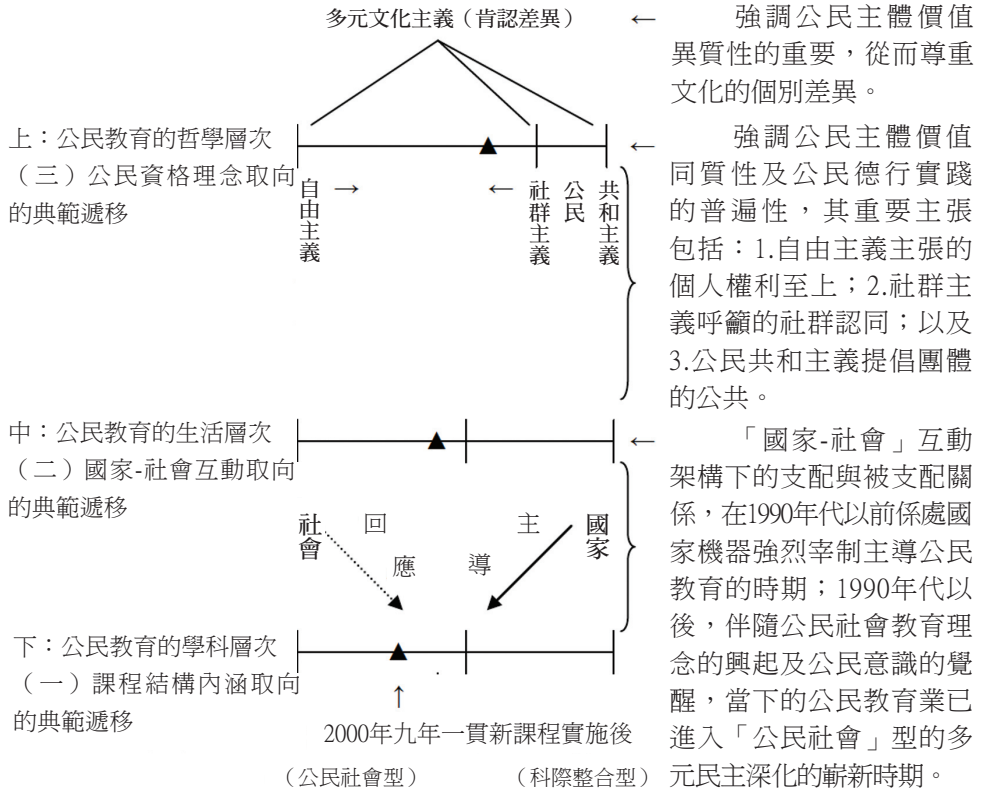 多元文化主義（肯認差異）
←
強調公民主體價值
異質性的重要，從而尊重
文化的個別差異。
上：公民教育的哲學層次
（三）公民資格理念取向
的典範遞移
自由主義
→
←
社群主義
公民
共和主義
←
強調公民主體價值
同質性及公民德行實踐
的普遍性，其重要主張
包括：1.自由主義主張的
個人權利至上；2.社群主
義呼籲的社群認同；以及
3.公民共和主義提倡團體
的公共。
中：公民教育的生活層次
（二）國家-社會互動取向
的典範遞移
社會
回應
主導
國家
←
「國家-社會」互動
架構下的支配與被支配關
係，在1990年代以前係處國
家機器強烈宰制主導公民
教育的時期；1990年代以
後，伴隨公民社會教育理
念的興起及公民意識的覺
醒，當下的公民教育業已
進入「公民社會」型的多
元民主深化的嶄新時期。
下：公民教育的學科層次
（一）課程結構內涵取向
的典範遞移
↑
2000年九年一貫新課程實施後
（公民社會型）
（科際整合型）